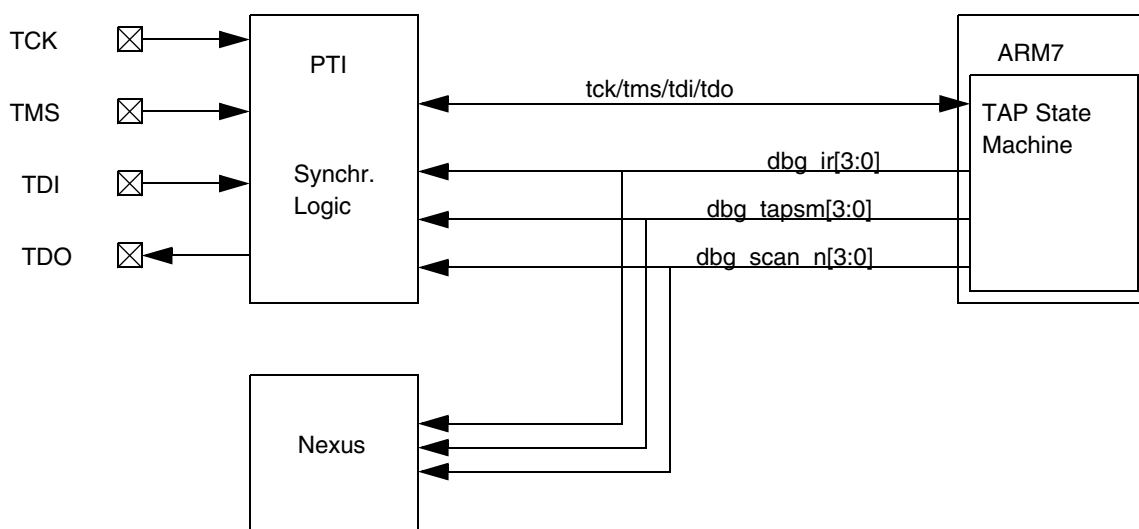 TCK
TMS
TDI
TDO
PTI
Synchr.
Logic
tck/tms/tdi/tdo
dbg_ir[3:0]
dbg_tapsm[3:0]
dbg_scan_n[3:0]
ARM7
TAP State
Machine
Nexus